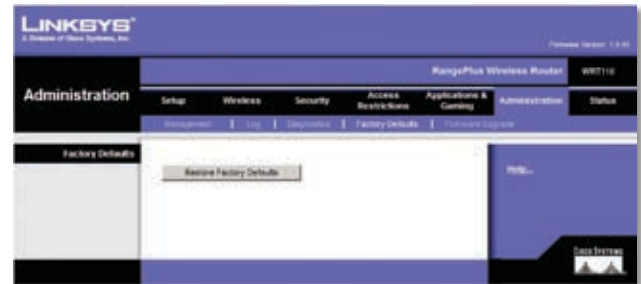 LINKSYS®
A Division of Cisco Systems, Inc.
Firmware Version: 1.0.00
RangePlus Wireless Router
WRT110
Administration
Setup
Wireless
Security
Access Restrictions
Applications & Gaming
Administration
Status
Management | Log | Diagnostics | Factory Defaults | Firmware Upgrade
Factory Defaults
Restore Factory Defaults
Help...
CISCO SYSTEMS